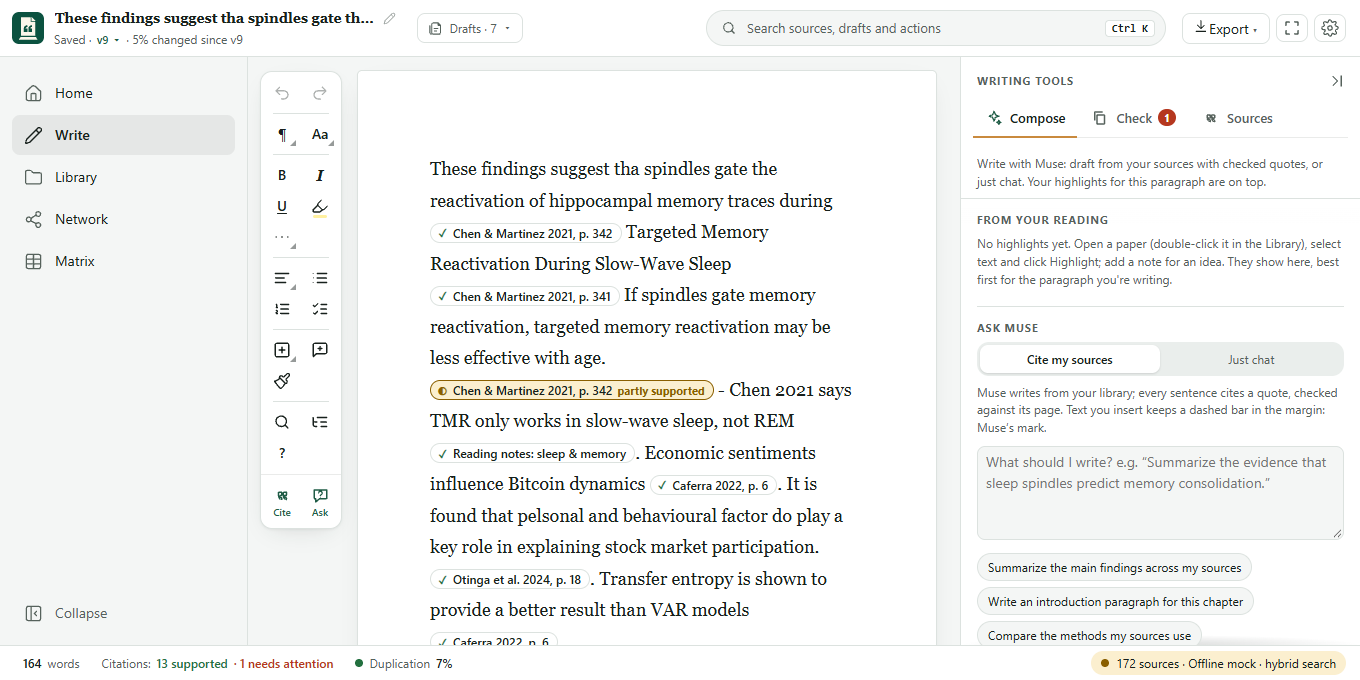 These findings suggest tha spindles gate th...
Saved · v9 · 5% changed since v9
Drafts · 7
Search sources, drafts and actions
Ctrl K
Export
Home
Write
Library
Network
Matrix
Collapse
¶ Aa
B I
U
...
?
Cite Ask
These findings suggest tha spindles gate the
reactivation of hippocampal memory traces during
✓ Chen & Martinez 2021, p. 342 Targeted Memory
Reactivation During Slow-Wave Sleep
✓ Chen & Martinez 2021, p. 341 If spindles gate memory
reactivation, targeted memory reactivation may be
less effective with age.
Chen & Martinez 2021, p. 342 partly supported - Chen 2021 says
TMR only works in slow-wave sleep, not REM
✓ Reading notes: sleep & memory . Economic sentiments
influence Bitcoin dynamics ✓ Caferra 2022, p. 6 . It is
found that pelsonal and behavioural factor do play a
key role in explaining stock market participation.
✓ Otinga et al. 2024, p. 18 . Transfer entropy is shown to
provide a better result than VAR models
✓ Caferra 2022, p. 6
WRITING TOOLS
Compose Check 1 Sources
Write with Muse: draft from your sources with checked quotes, or
just chat. Your highlights for this paragraph are on top.
FROM YOUR READING
No highlights yet. Open a paper (double-click it in the Library), select
text and click Highlight; add a note for an idea. They show here, best
first for the paragraph you're writing.
ASK MUSE
Cite my sources Just chat
Muse writes from your library; every sentence cites a quote, checked
against its page. Text you insert keeps a dashed bar in the margin:
Muse's mark.
What should I write? e.g. “Summarize the evidence that
sleep spindles predict memory consolidation.”
Summarize the main findings across my sources
Write an introduction paragraph for this chapter
Compare the methods my sources use
164 words Citations: 13 supported · 1 needs attention Duplication 7%
172 sources · Offline mock · hybrid search